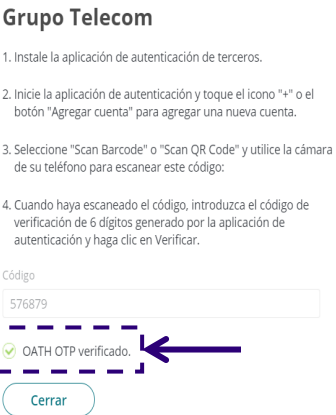 Grupo Telecom
1. Instale la aplicación de autenticación de terceros.
2. Inicie la aplicación de autenticación y toque el icono "+" o el
botón "Agregar cuenta" para agregar una nueva cuenta.
3. Seleccione "Scan Barcode" o "Scan QR Code" y utilice la cámara
de su teléfono para escanear este código:
4. Cuando haya escaneado el código, introduzca el código de
verificación de 6 dígitos generado por la aplicación de
autenticación y haga clic en Verificar.
Código
576879
OATH OTP verificado.
Cerrar